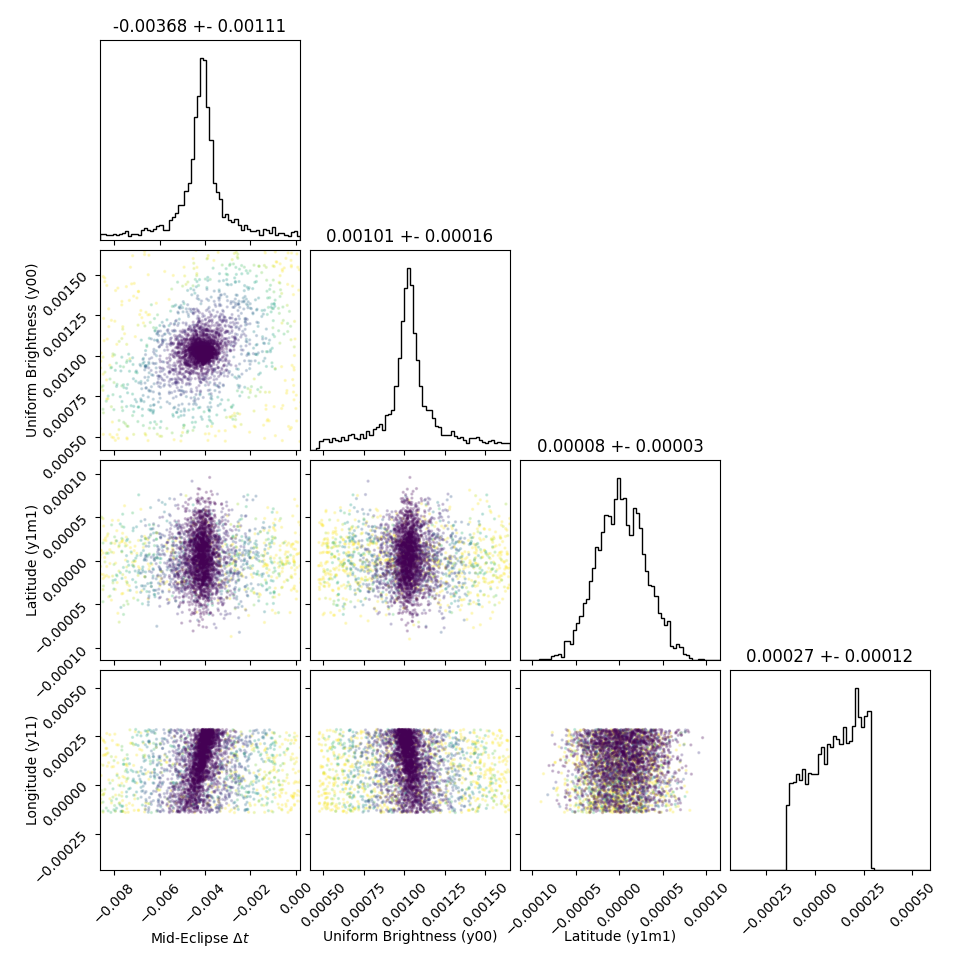 -0.00368 +- 0.00111
0.00101 +- 0.00016
Uniform Brightness (y00)
0.00150
0.00125
0.00100
0.00075
0.00050
0.00008 +- 0.00003
Latitude (y1m1)
0.00010
0.00005
0.00000
−0.00005
−0.00010
0.00027 +- 0.00012
Longitude (y11)
0.00050
0.00025
0.00000
−0.00025
−0.008 −0.006 −0.004 −0.002 0.000
0.00050 0.00075 0.00100 0.00125 0.00150
−0.00010 −0.00005 0.00000 0.00005 0.00010
−0.00025 0.00000 0.00025 0.00050
Mid-Eclipse Δt
Uniform Brightness (y00)
Latitude (y1m1)